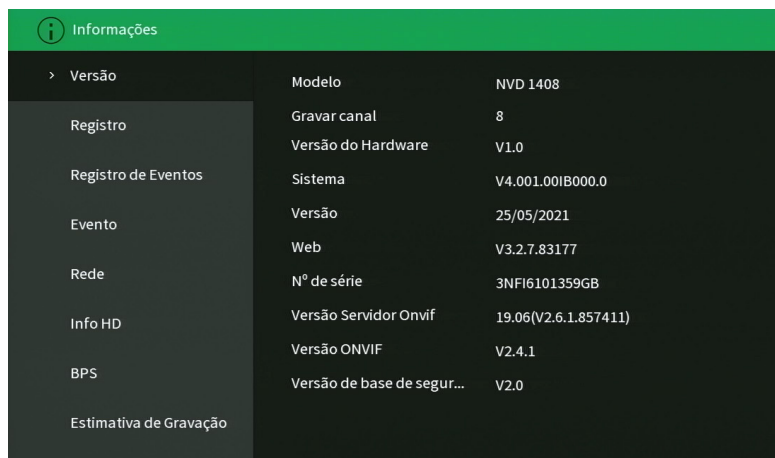 Informações
> Versão
Registro
Registro de Eventos
Evento
Rede
Info HD
BPS
Estimativa de Gravação
Modelo NVD 1408
Gravar canal 8
Versão do Hardware V1.0
Sistema V4.001.00IB000.0
Versão 25/05/2021
Web V3.2.7.83177
Nº de série 3NFI6101359GB
Versão Servidor Onvif 19.06(V2.6.1.857411)
Versão ONVIF V2.4.1
Versão de base de segur... V2.0